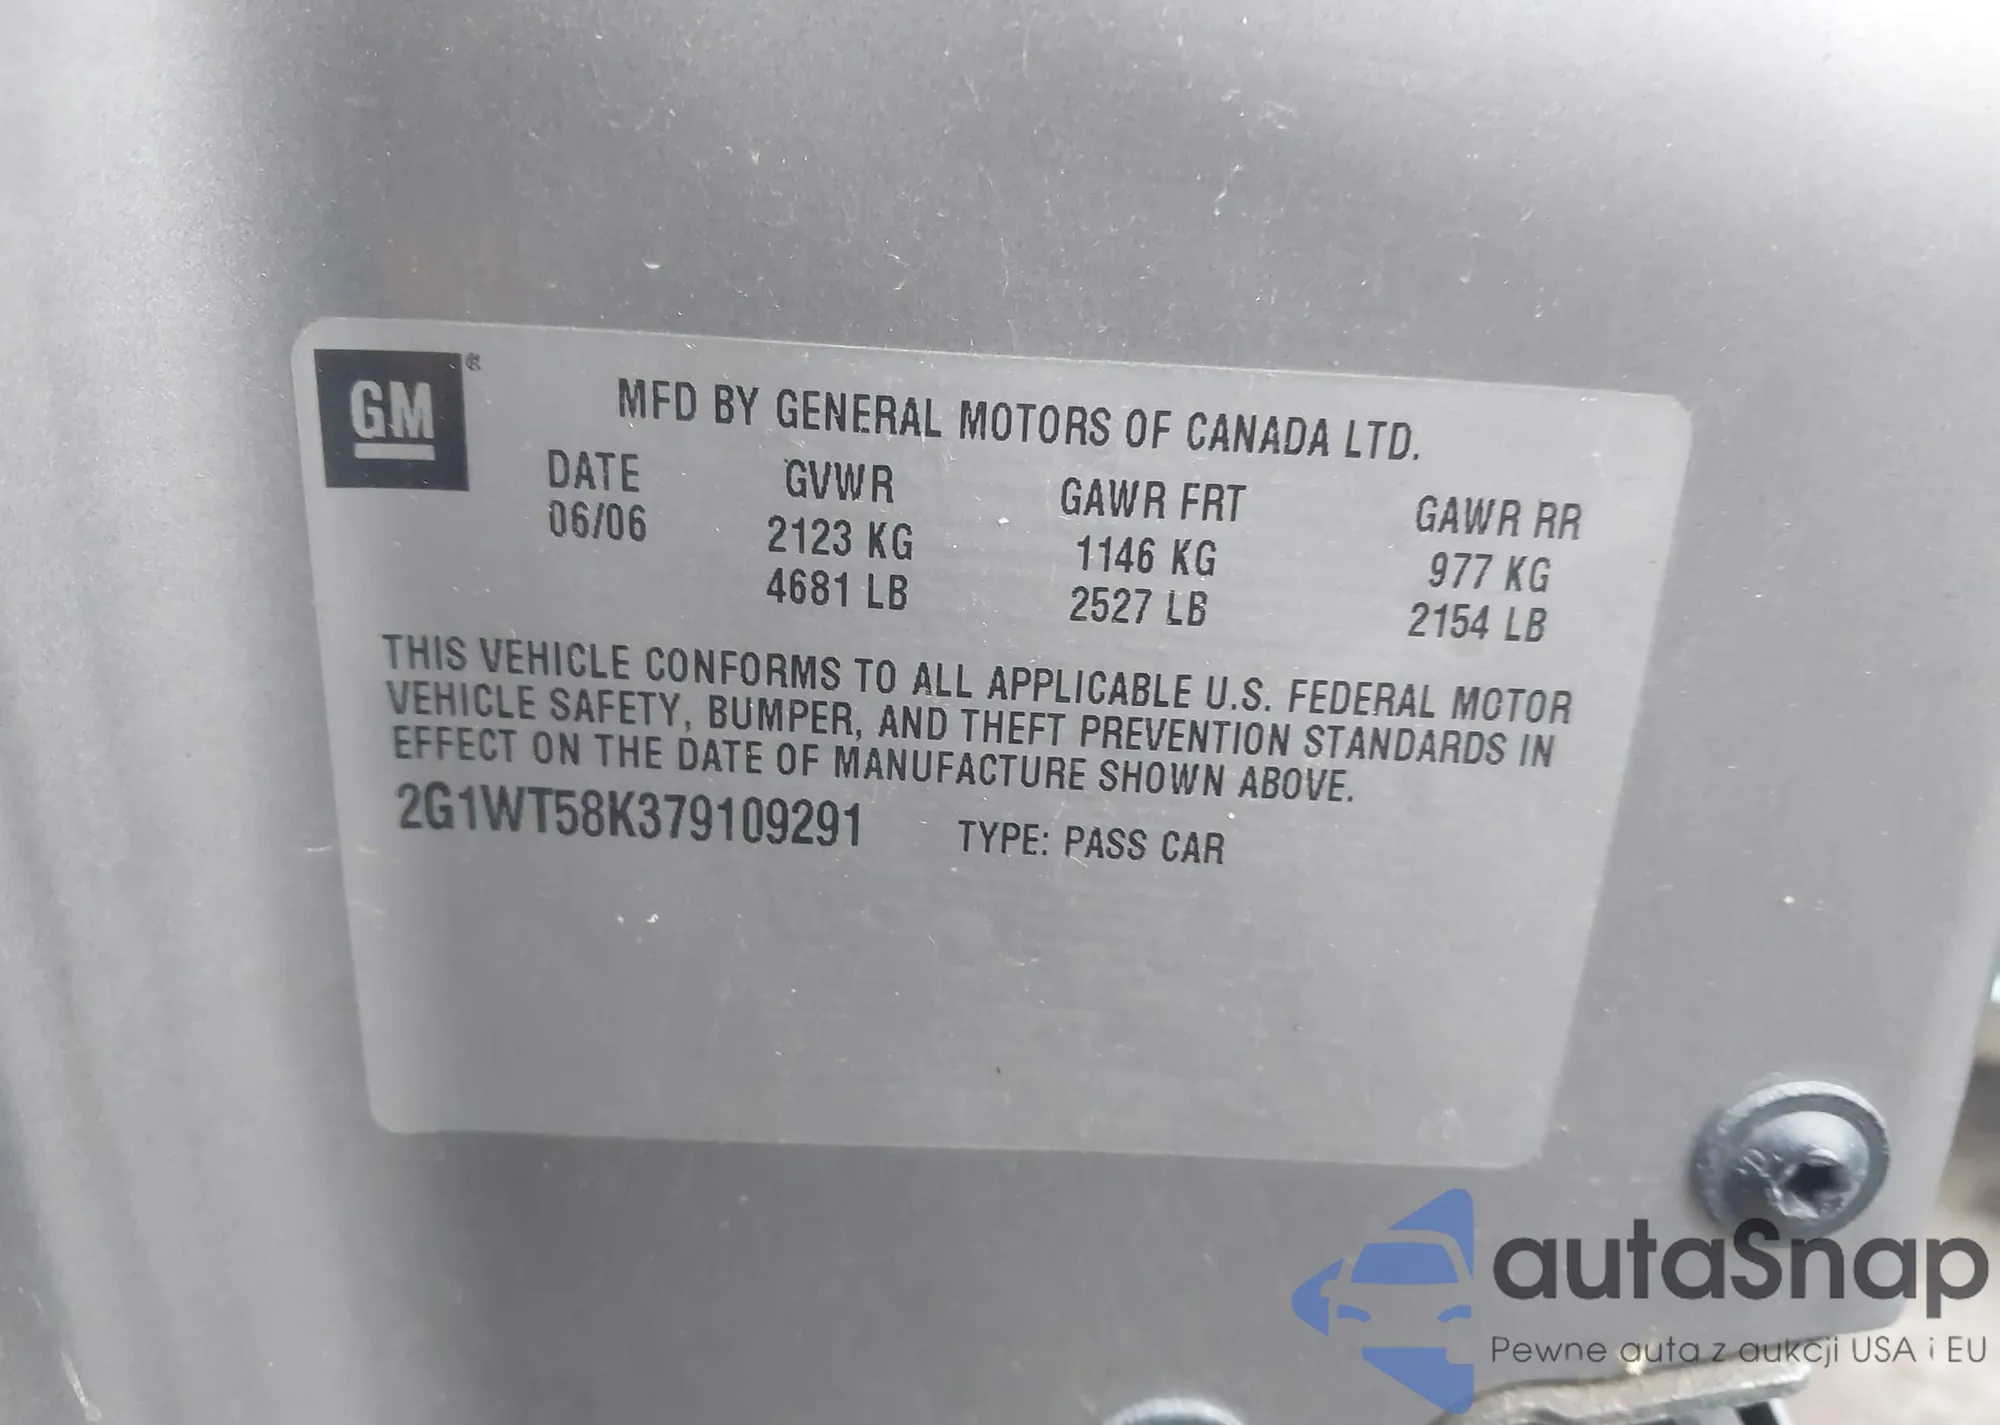 GM®
MFD BY GENERAL MOTORS OF CANADA LTD.
DATE GVWR GAWR FRT GAWR RR
06/06 2123 KG 1146 KG 977 KG
4681 LB 2527 LB 2154 LB
THIS VEHICLE CONFORMS TO ALL APPLICABLE U.S. FEDERAL MOTOR
VEHICLE SAFETY, BUMPER, AND THEFT PREVENTION STANDARDS IN
EFFECT ON THE DATE OF MANUFACTURE SHOWN ABOVE.
2G1WT58K379109291 TYPE: PASS CAR
autaSnap
Pewne auta z aukcji USA i EU